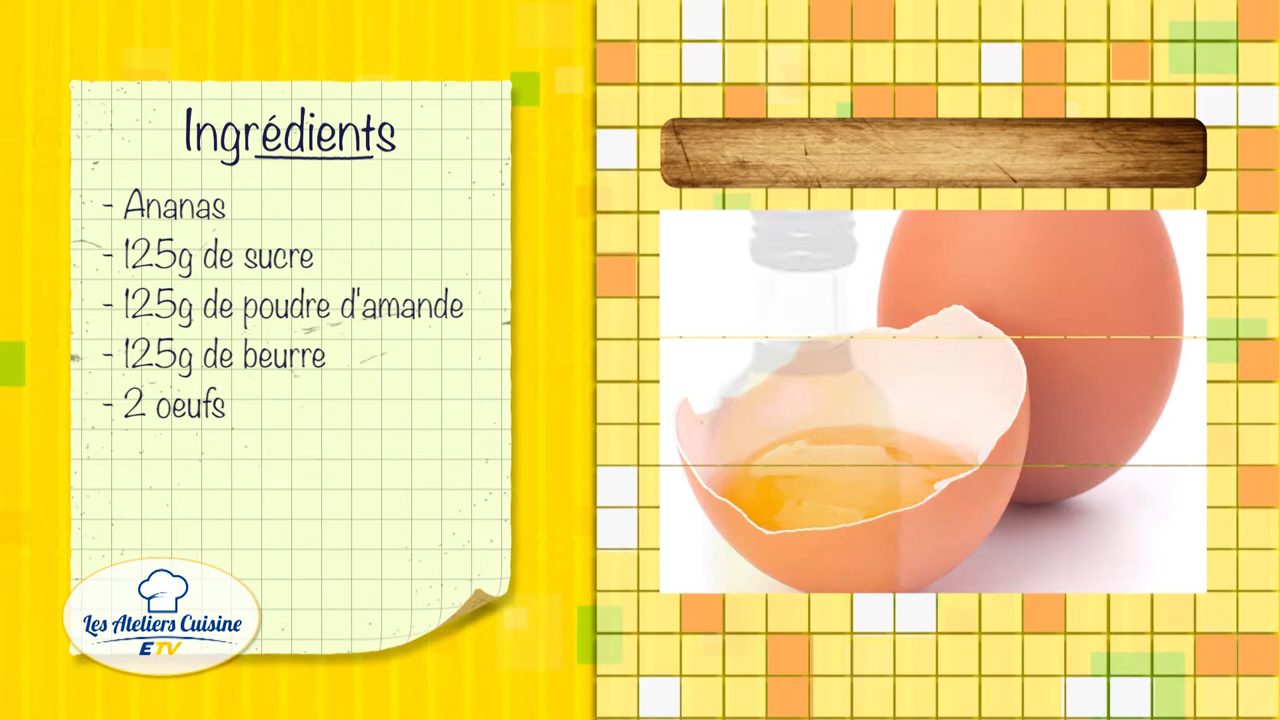 Ingrédients
- Ananas
- 125g de sucre
- 125g de poudre d'amande
- 125g de beurre
- 2 oeufs
Les Ateliers Cuisine
ETV